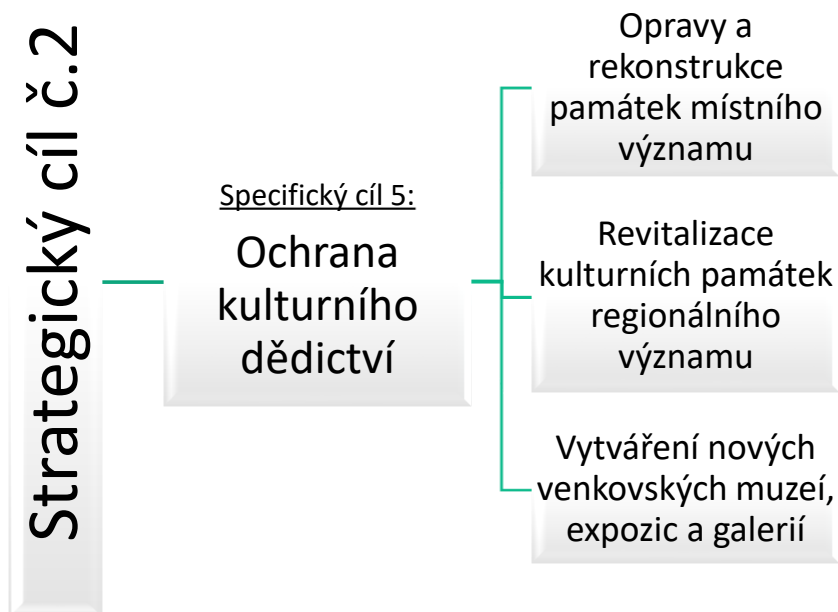 Strategický cíl č.2
Specifický cíl 5:
Ochrana
kulturního
dědictví
Opravy a
rekonstrukce
památek místního
významu
Revitalizace
kulturních památek
regionálního
významu
Vytváření nových
venkovských muzeí,
expozic a galerií